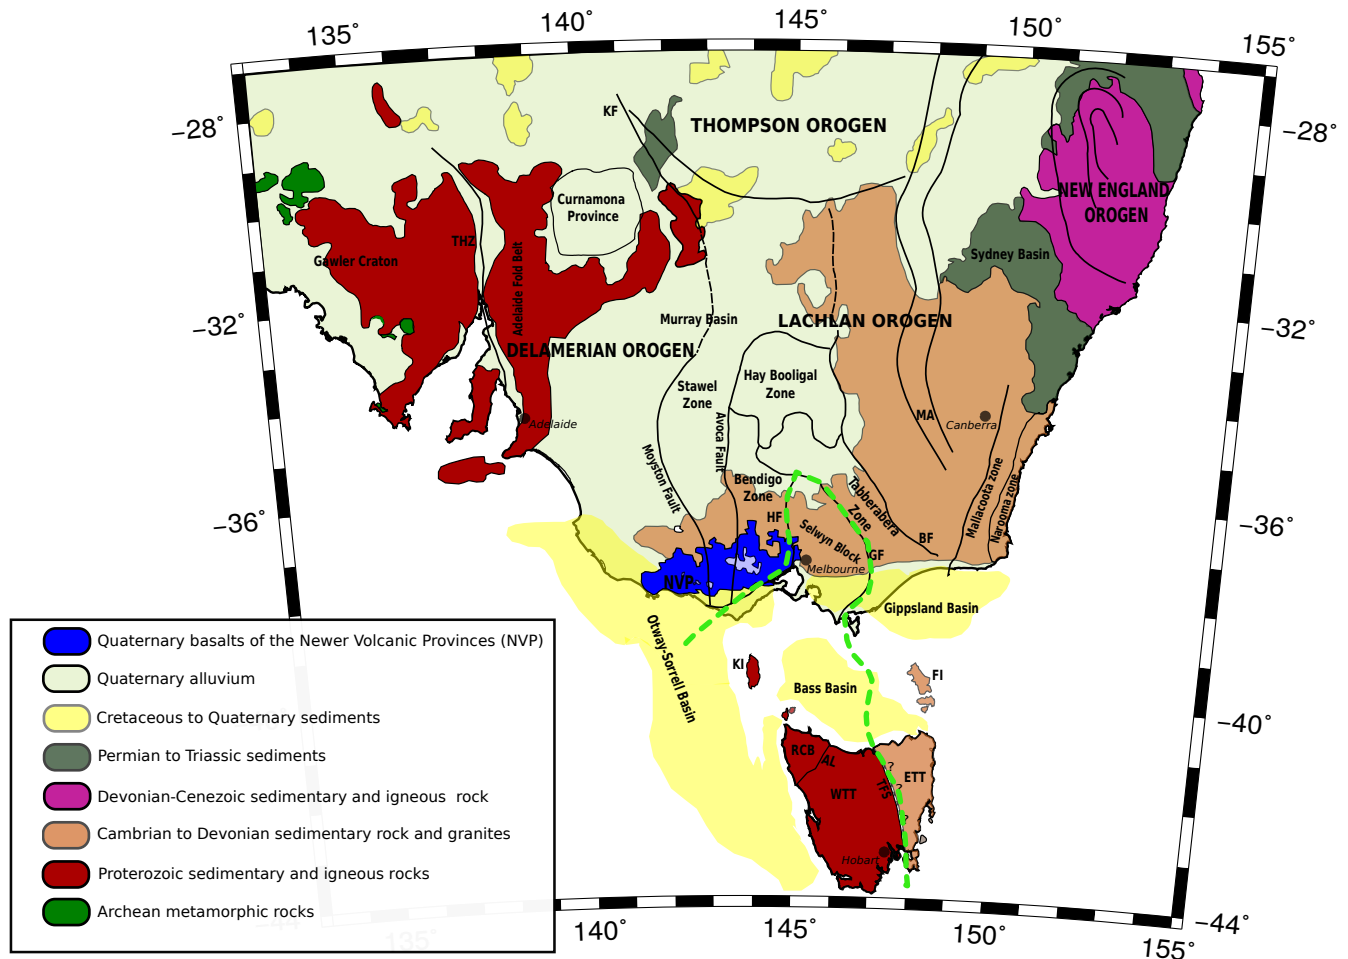 135°
140°
145°
150°
155°
−28°
−28°
KF
THOMPSON OROGEN
NEW ENGLAND
OROGEN
Curnamona
Province
THZ
Gawler Craton
Adelaide Fold Belt
Sydney Basin
−32°
−32°
Murray Basin
LACHLAN OROGEN
DELAMERIAN OROGEN
Stawel
Zone
Hay Booligal
Zone
MA
Canberra
Adelaide
Avoca Fault
Moyston Fault
Bendigo
Zone
Tabberabera
Zone
Mallacoota zone
Narooma zone
−36°
−36°
HF
Selwyn Block
GF
BF
Melbourne
NVP
Gippsland Basin
Otway-Sorrell Basin
KI
FI
Bass Basin
−40°
RCB
AL
?
ETT
WTT
TFS
?
?
Hobart
Quaternary basalts of the Newer Volcanic Provinces (NVP)
Quaternary alluvium
Cretaceous to Quaternary sediments
Permian to Triassic sediments
Devonian-Cenezoic sedimentary and igneous rock
Cambrian to Devonian sedimentary rock and granites
Proterozoic sedimentary and igneous rocks
Archean metamorphic rocks
−44°
−44°
135°
140°
145°
150°
155°